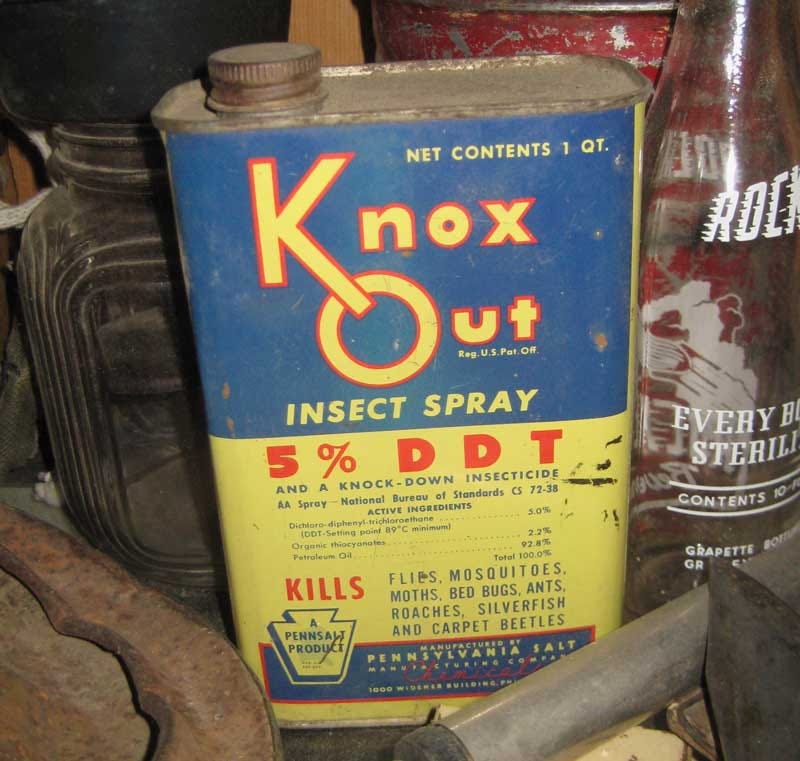 NET CONTENTS 1 QT.
Knox
Out
Reg. U.S. Pat. Off.
INSECT SPRAY
5% DDT
AND A KNOCK-DOWN INSECTICIDE
AA Spray - National Bureau of Standards CS 72-38
ACTIVE INGREDIENTS
Dichloro-diphenyl-trichloroethane 5.0%
(DDT-Setting point 89°C minimum)
Organic thiocyanates 2.2%
Petroleum Oil 92.8%
Total 100.0%
KILLS
FLIES, MOSQUITOES,
MOTHS, BED BUGS, ANTS,
ROACHES, SILVERFISH
AND CARPET BEETLES
A
PENNSALT
PRODUCT
MANUFACTURED BY
PENNSYLVANIA SALT
MANUFACTURING COMPANY
Chemicals
1000 WIDENER BUILDING,
EVERY
CONTENTS
GRAPETTE